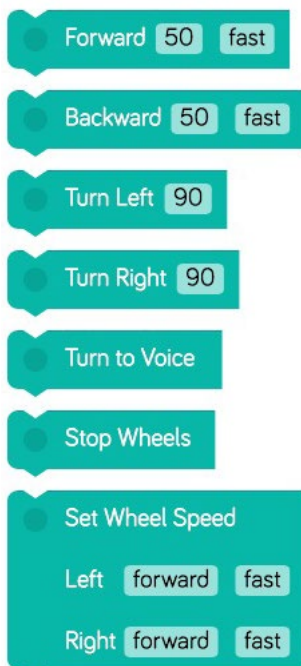 Forward 50 fast
Backward 50 fast
Turn Left 90
Turn Right 90
Turn to Voice
Stop Wheels
Set Wheel Speed
Left forward fast
Right forward fast